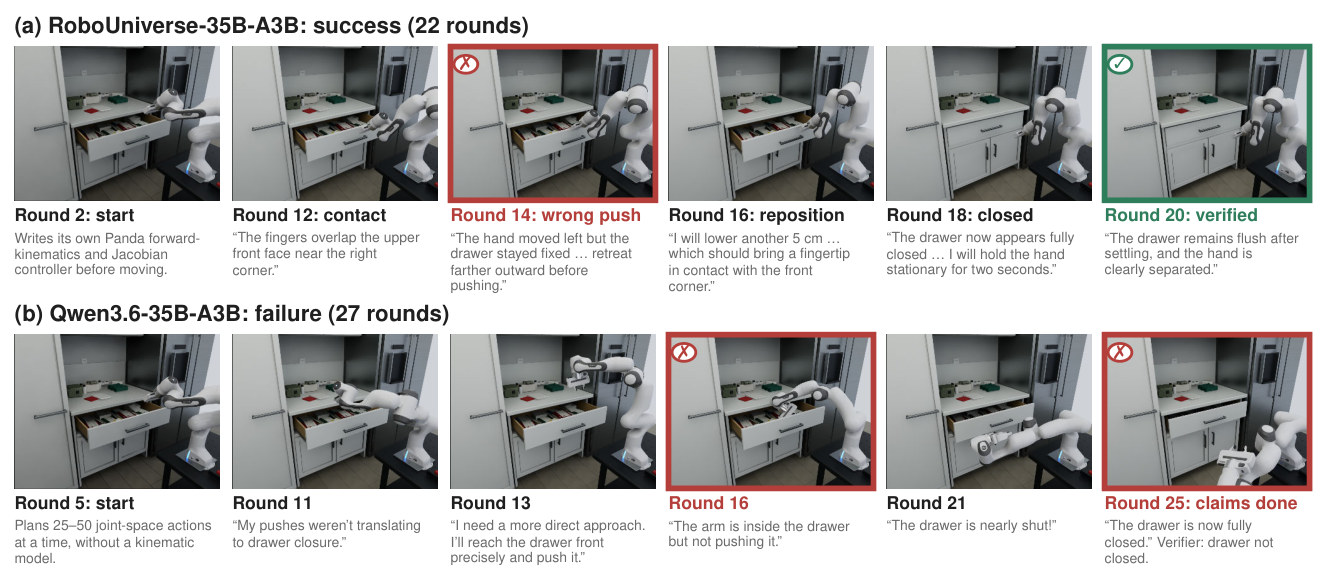 (a) RoboUniverse-35B-A3B: success (22 rounds)
Round 2: start
Writes its own Panda forward-
kinematics and Jacobian
controller before moving.
Round 12: contact
“The fingers overlap the upper
front face near the right
corner.”
Round 14: wrong push
“The hand moved left but the
drawer stayed fixed … retreat
farther outward before
pushing.”
Round 16: reposition
“I will lower another 5 cm …
which should bring a fingertip
in contact with the front
corner.”
Round 18: closed
“The drawer now appears fully
closed … I will hold the hand
stationary for two seconds.”
Round 20: verified
“The drawer remains flush after
settling, and the hand is
clearly separated.”
(b) Qwen3.6-35B-A3B: failure (27 rounds)
Round 5: start
Plans 25–50 joint-space actions
at a time, without a kinematic
model.
Round 11
“My pushes weren’t translating
to drawer closure.”
Round 13
“I need a more direct approach.
I’ll reach the drawer front
precisely and push it.”
Round 16
“The arm is inside the drawer
but not pushing it.”
Round 21
“The drawer is nearly shut!”
Round 25: claims done
“The drawer is now fully
closed.” Verifier: drawer not
closed.